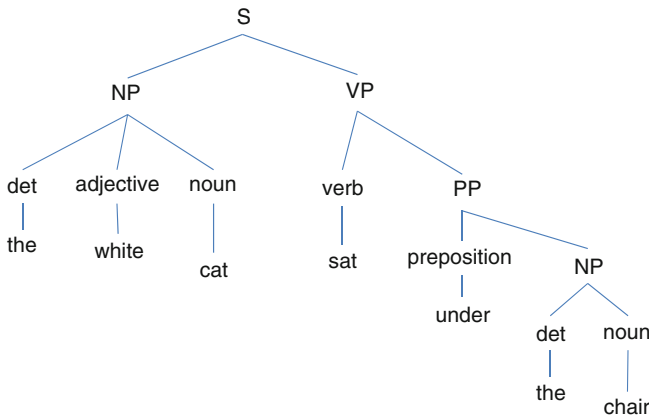 S
NP VP
det adjective noun verb PP
the white cat sat preposition NP
under det noun
the chair